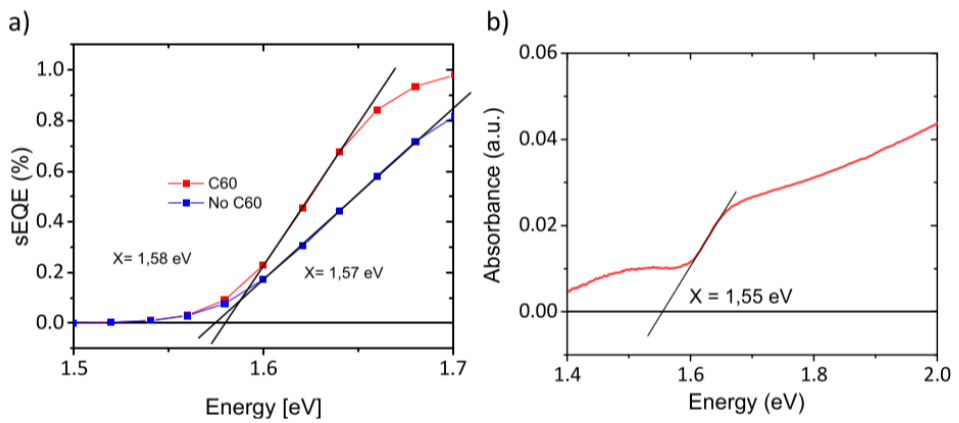 a)
sEQE (%)
1.0
0.8
0.6
0.4
0.2
0.0
C60
No C60
X= 1,58 eV
X= 1,57 eV
1.5
1.6
1.7
Energy [eV]
b)
Absorbance (a.u.)
0.06
0.04
0.02
0.00
X = 1,55 eV
1.4
1.6
1.8
2.0
Energy (eV)